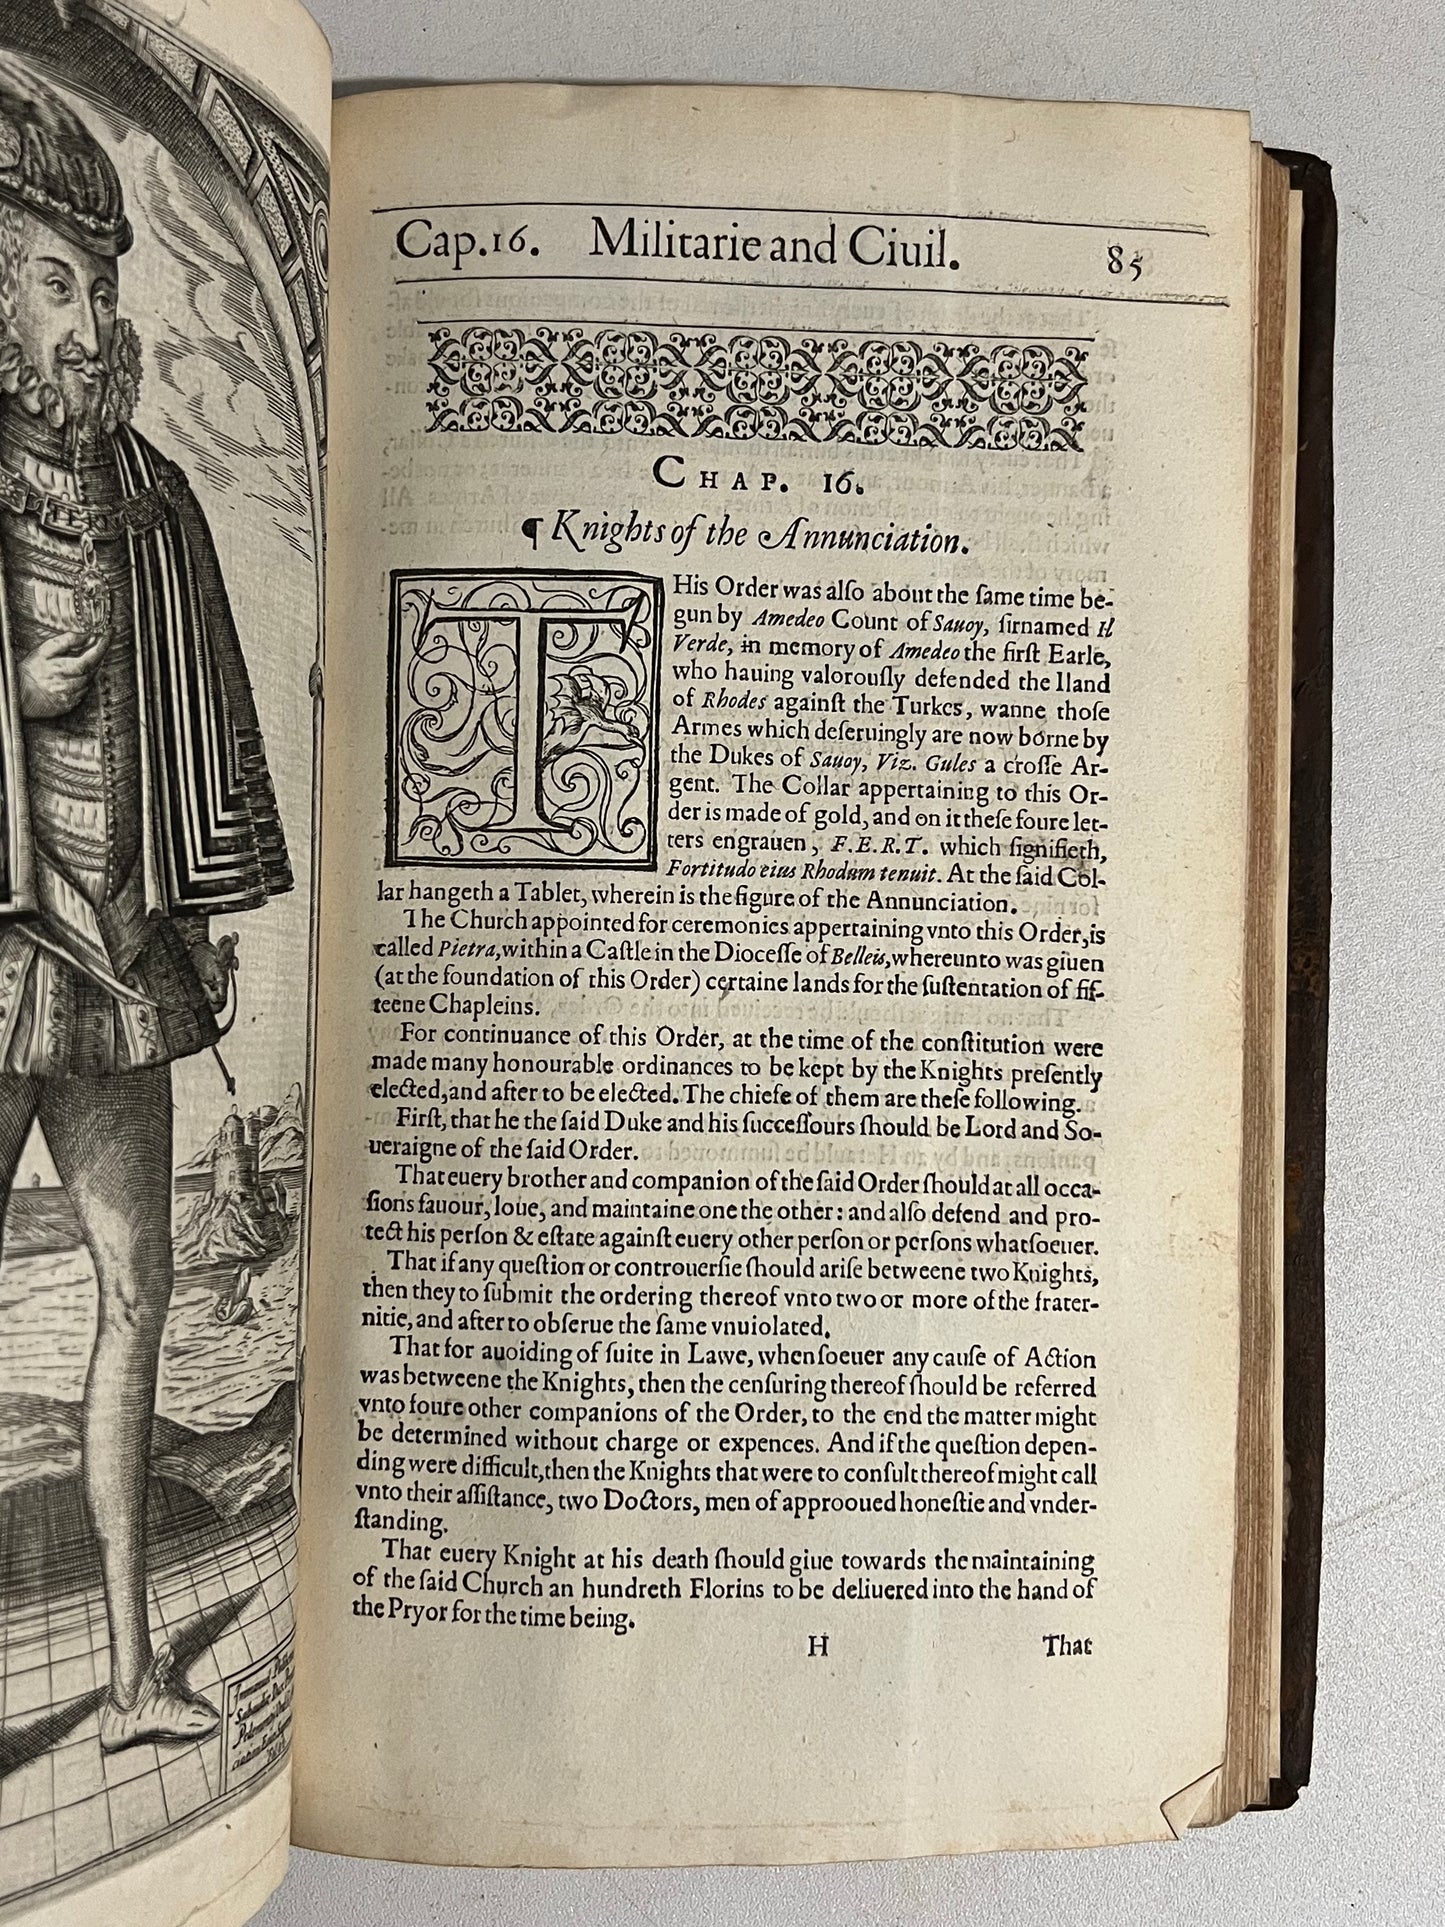 Cap.16. Militarie and Ciuil. 85
CHAP. 16.
¶ Knights of the Annunciation.
THis Order was alſo about the ſame time be-
gun by Amedeo Count of Sauoy, ſirnamed Il
Verde, in memory of Amedeo the firſt Earle,
who hauing valorouſly defended the Iland
of Rhodes againſt the Turkes, wanne thoſe
Armes which deſeruingly are now borne by
the Dukes of Sauoy, Viz. Gules a croſſe Ar-
gent. The Collar appertaining to this Or-
der is made of gold, and on it theſe foure let-
ters engrauen, F.E.R.T. which ſignifieth,
Fortitudo eius Rhodum tenuit. At the ſaid Col-
lar hangeth a Tablet, wherein is the figure of the Annunciation.
The Church appointed for ceremonies appertaining vnto this Order, is
called Pietra, within a Caſtle in the Dioceſſe of Belleis, whereunto was giuen
(at the foundation of this Order) certaine lands for the ſuſtentation of fif-
teene Chapleins.
For continuance of this Order, at the time of the conſtitution were
made many honourable ordinances to be kept by the Knights preſently
elected, and after to be elected. The chiefe of them are theſe following.
Firſt, that he the ſaid Duke and his ſucceſſours ſhould be Lord and So-
ueraigne of the ſaid Order.
That euery brother and companion of the ſaid Order ſhould at all occa-
ſions fauour, loue, and maintaine one the other: and alſo defend and pro-
tect his perſon & eſtate againſt euery other perſon or perſons whatſoeuer.
That if any queſtion or controuerſie ſhould ariſe betweene two Knights,
then they to ſubmit the ordering thereof vnto two or more of the frater-
nitie, and after to obſerue the ſame vnuiolated.
That for auoiding of ſuite in Lawe, whenſoeuer any cauſe of Action
was betweene the Knights, then the cenſuring thereof ſhould be referred
vnto foure other companions of the Order, to the end the matter might
be determined without charge or expences. And if the queſtion depen-
ding were difficult, then the Knights that were to conſult thereof might call
vnto their aſſiſtance, two Doctors, men of approoued honeſtie and vnder-
ſtanding.
That euery Knight at his death ſhould giue towards the maintaining
of the ſaid Church an hundreth Florins to be deliuered into the hand of
the Pryor for the time being.
H That